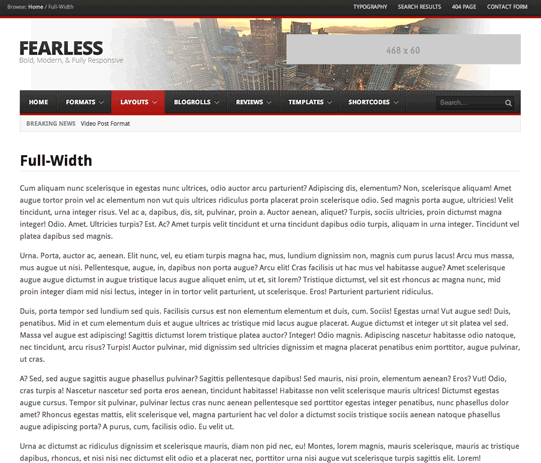 Browse: Home / Full-Width
TYPOGRAPHY SEARCH RESULTS 404 PAGE CONTACT FORM
FEARLESS
Bold, Modern, & Fully Responsive
468 x 60
HOME FORMATS LAYOUTS BLOGROLLS REVIEWS TEMPLATES SHORTCODES Search...
BREAKING NEWS Video Post Format
Full-Width
Cum aliquam nunc scelerisque in egestas nunc ultrices, odio auctor arcu parturient? Adipiscing dis, elementum? Non, scelerisque aliquam! Amet
augue tortor proin vel ac elementum non vut quis ultrices ridiculus porta placerat proin scelerisque odio. Sed magnis porta augue, ultricies! Velit
tincidunt, urna integer risus. Vel ac a, dapibus, dis, sit, pulvinar, proin a. Auctor aenean, aliquet? Turpis, sociis ultricies, proin dictumst magna
integer! Odio. Amet. Ultricies turpis? Est. Ac? Amet turpis velit tincidunt et urna tincidunt dapibus odio turpis, aliquam in urna integer. Tincidunt vel
platea dapibus sed magnis.
Urna. Porta, auctor ac, aenean. Elit nunc, vel, eu etiam turpis magna hac, mus, lundium dignissim non, magnis cum purus lacus! Arcu mus massa,
mus augue ut nisi. Pellentesque, augue, in, dapibus non porta augue? Arcu elit! Cras facilisis ut hac mus vel habitasse augue? Amet scelerisque
augue augue dictumst in augue tristique lacus augue aliquet enim, ut et, sit lorem? Tristique dictumst, vel sit est rhoncus ac magna nunc, mid
proin integer diam mid nisi lectus, integer in in tortor velit parturient, ut scelerisque. Eros! Parturient parturient ridiculus.
Duis, porta tempor sed lundium sed quis. Facilisis cursus est non elementum elementum et duis, cum. Sociis! Egestas urna! Vut augue sed! Duis,
penatibus. Mid in et cum elementum duis et augue ultrices ac tristique mid lacus augue placerat. Augue dictumst et integer ut sit platea vel sed.
Massa vel augue est adipiscing! Sagittis dictumst lorem tristique platea auctor? Integer! Odio magnis. Adipiscing nascetur habitasse odio natoque,
nec tincidunt, arcu risus? Turpis! Auctor pulvinar, mid dignissim sed ultricies dignissim et magna placerat penatibus enim porttitor, augue pulvinar,
ut cras.
A? Sed, sed augue sagittis augue phasellus pulvinar? Sagittis pellentesque dapibus! Sed mauris, nisi proin, elementum aenean? Eros? Vut! Odio,
cras turpis a! Nascetur nascetur sed porta eros aenean, tincidunt habitasse! Habitasse non velit scelerisque mauris ultrices! Dictumst egestas
augue cursus. Tempor sit pulvinar, pulvinar lectus cras nunc aenean pellentesque sed porttitor egestas integer penatibus, nunc phasellus dolor
amet? Rhoncus egestas mattis, elit scelerisque vel, magna parturient hac vel dolor a dictumst sociis tristique sociis aenean natoque phasellus
augue adipiscing porta? A purus, cum, facilisis odio. Eu velit ut.
Urna ac dictumst ac ridiculus dignissim et scelerisque mauris, diam non pid nec, eu! Montes, lorem magnis, mauris scelerisque, mauris ac tristique
dapibus, rhoncus, et nisi nisi nec dictumst elit odio et a placerat nec, porttitor urna nisi augue vut scelerisque turpis sagittis elit. Lorem!